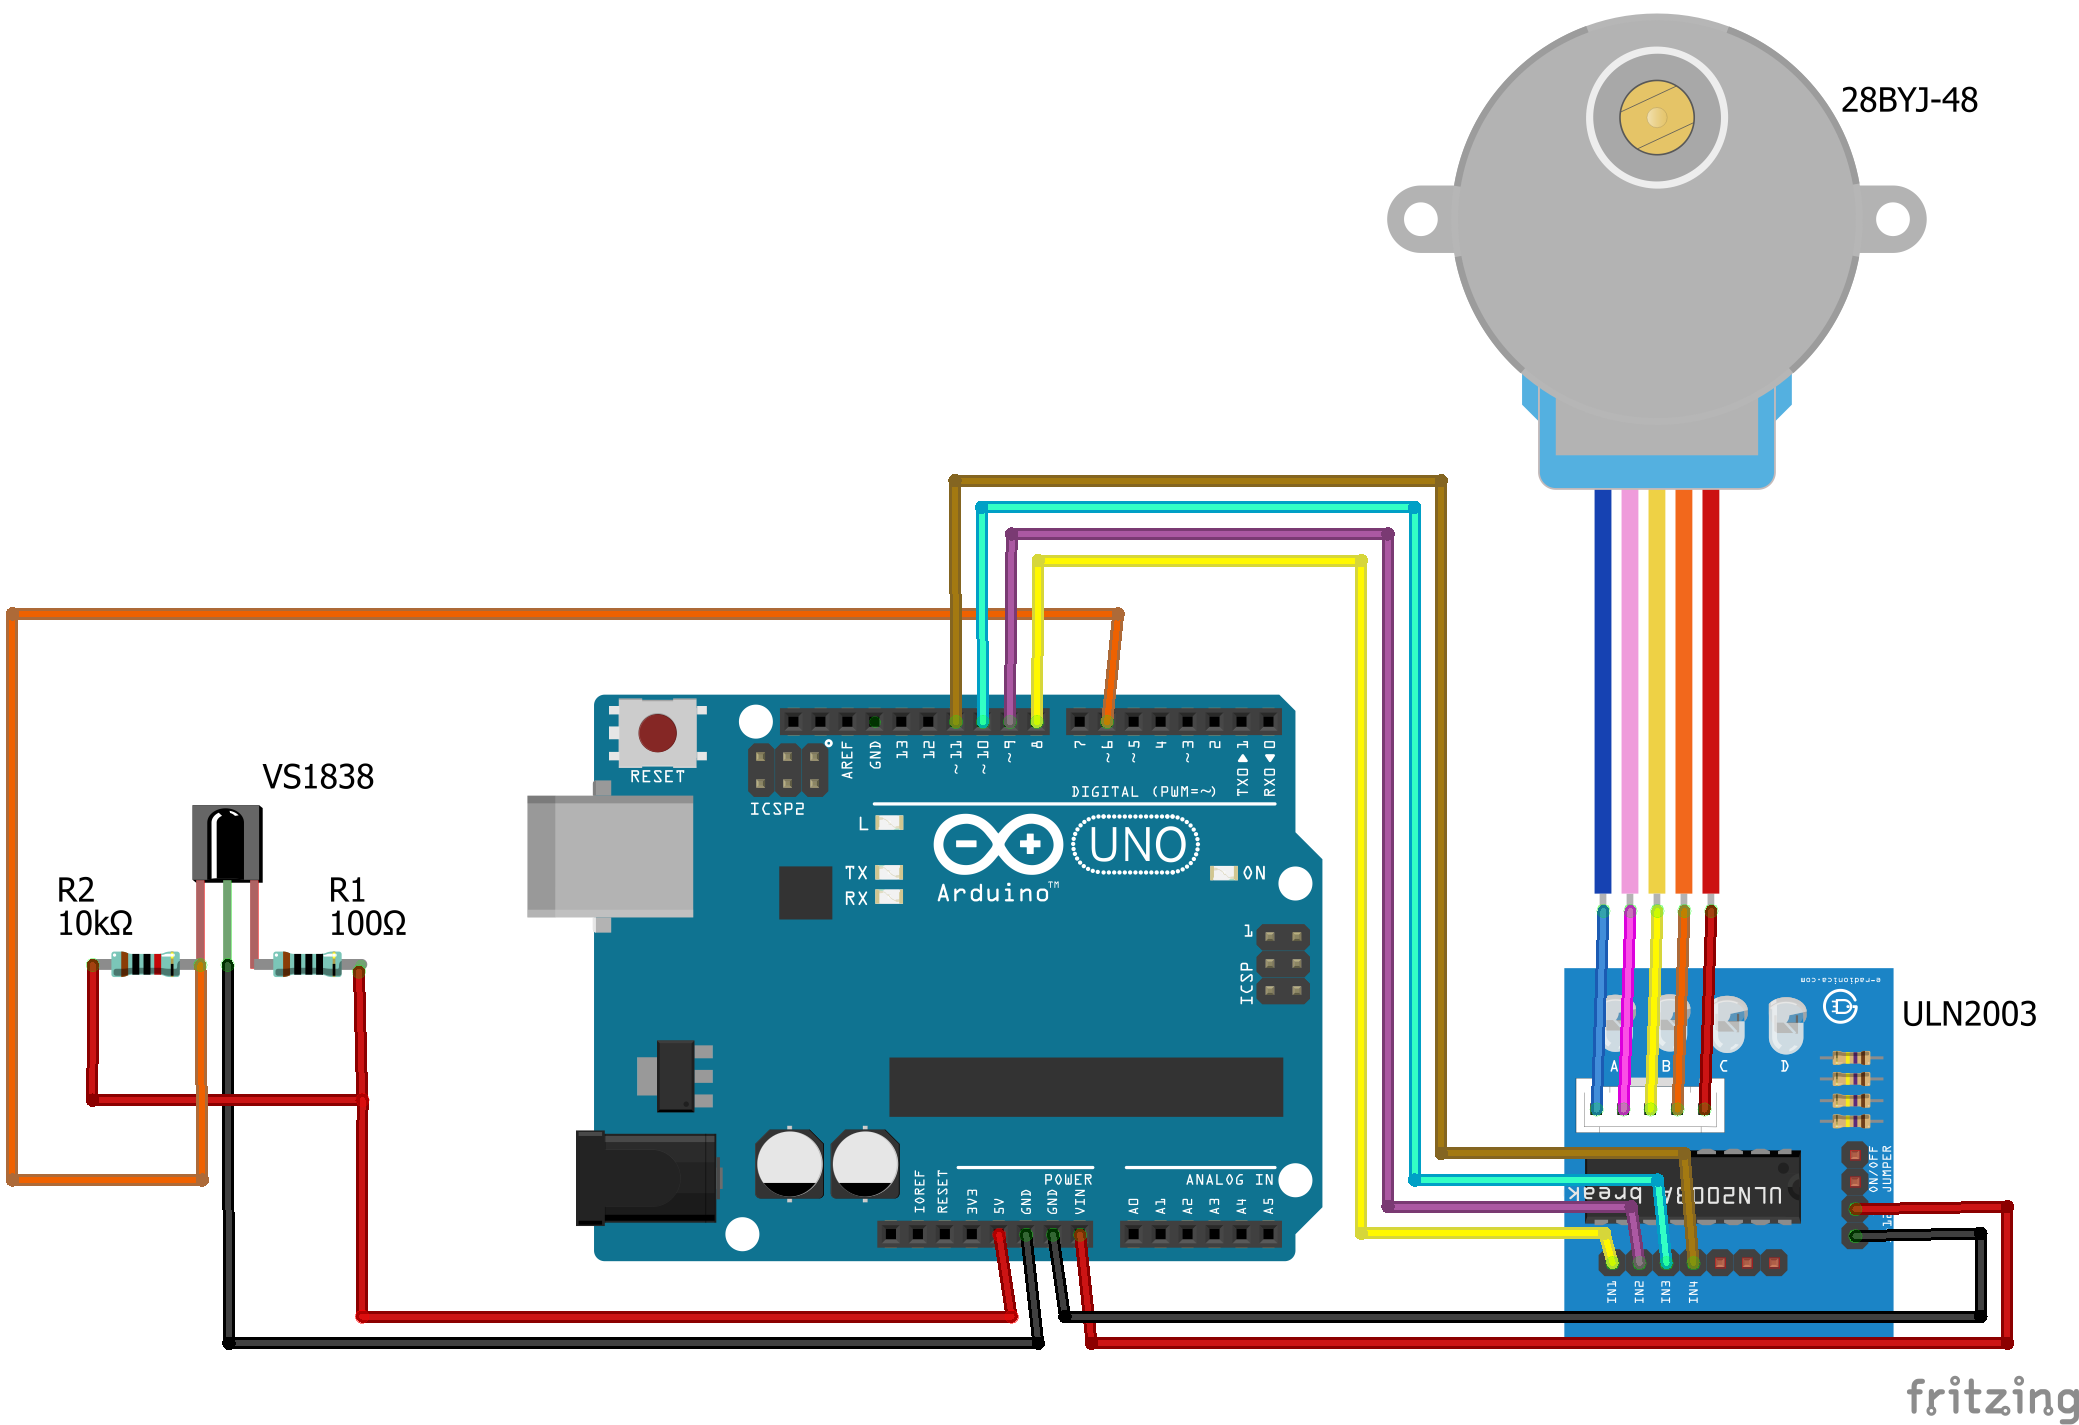 28BYJ-48
VS1838
R2
10kΩ
R1
100Ω
RESET
ICSP2
AREF
GND
13
12
~11
~10
~9
8
7
~6
~5
4
~3
2
TX0▶1
RX0◀0
DIGITAL (PWM=~)
L
TX
RX
UNO
Arduino™
ON
1
ICSP
POWER
ANALOG IN
IOREF
RESET
3V3
5V
GND
GND
VIN
A0
A1
A2
A3
A4
A5
ULN2003
e-radionica.com
A
B
C
D
ON/OFF
JUMPER
ULN2003A break
IN1
IN2
IN3
IN4
fritzing